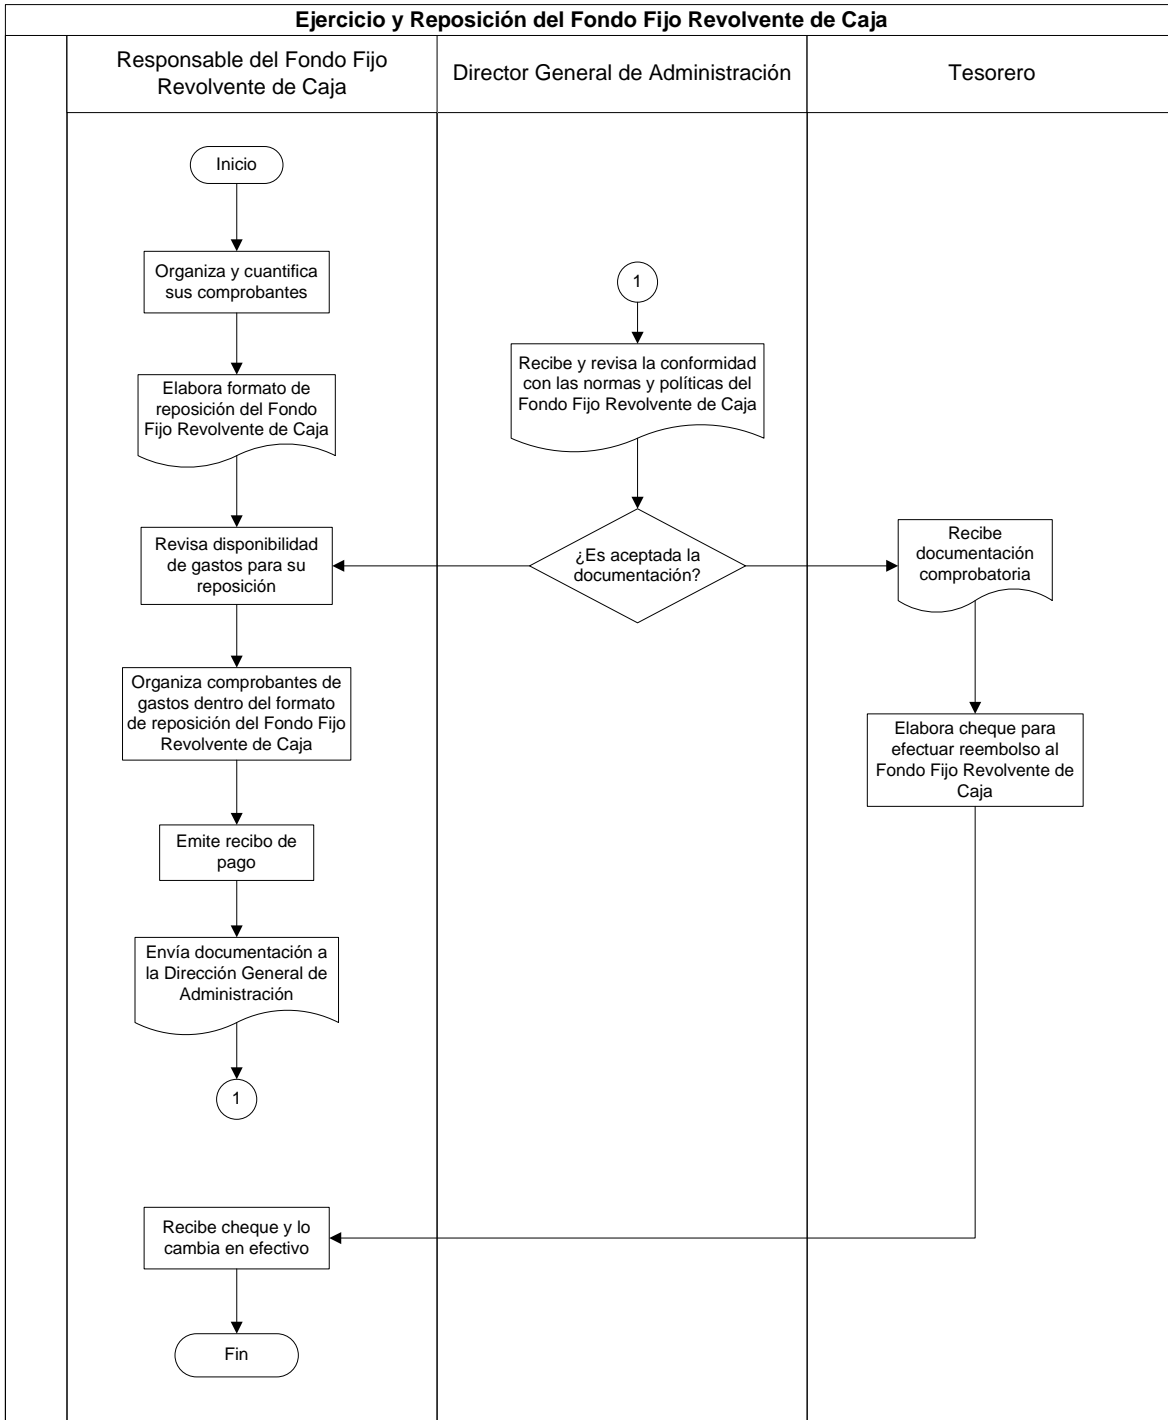 Ejercicio y Reposición del Fondo Fijo Revolvente de Caja
Responsable del Fondo Fijo
Revolvente de Caja
Director General de Administración
Tesorero
Inicio
Organiza y cuantifica
sus comprobantes
Elabora formato de
reposición del Fondo
Fijo Revolvente de Caja
Revisa disponibilidad
de gastos para su
reposición
Organiza comprobantes de
gastos dentro del formato
de reposición del Fondo Fijo
Revolvente de Caja
Emite recibo de
pago
Envía documentación a
la Dirección General de
Administración
1
1
Recibe y revisa la conformidad
con las normas y políticas del
Fondo Fijo Revolvente de Caja
¿Es aceptada la
documentación?
Recibe
documentación
comprobatoria
Elabora cheque para
efectuar reembolso al
Fondo Fijo Revolvente de
Caja
Recibe cheque y lo
cambia en efectivo
Fin